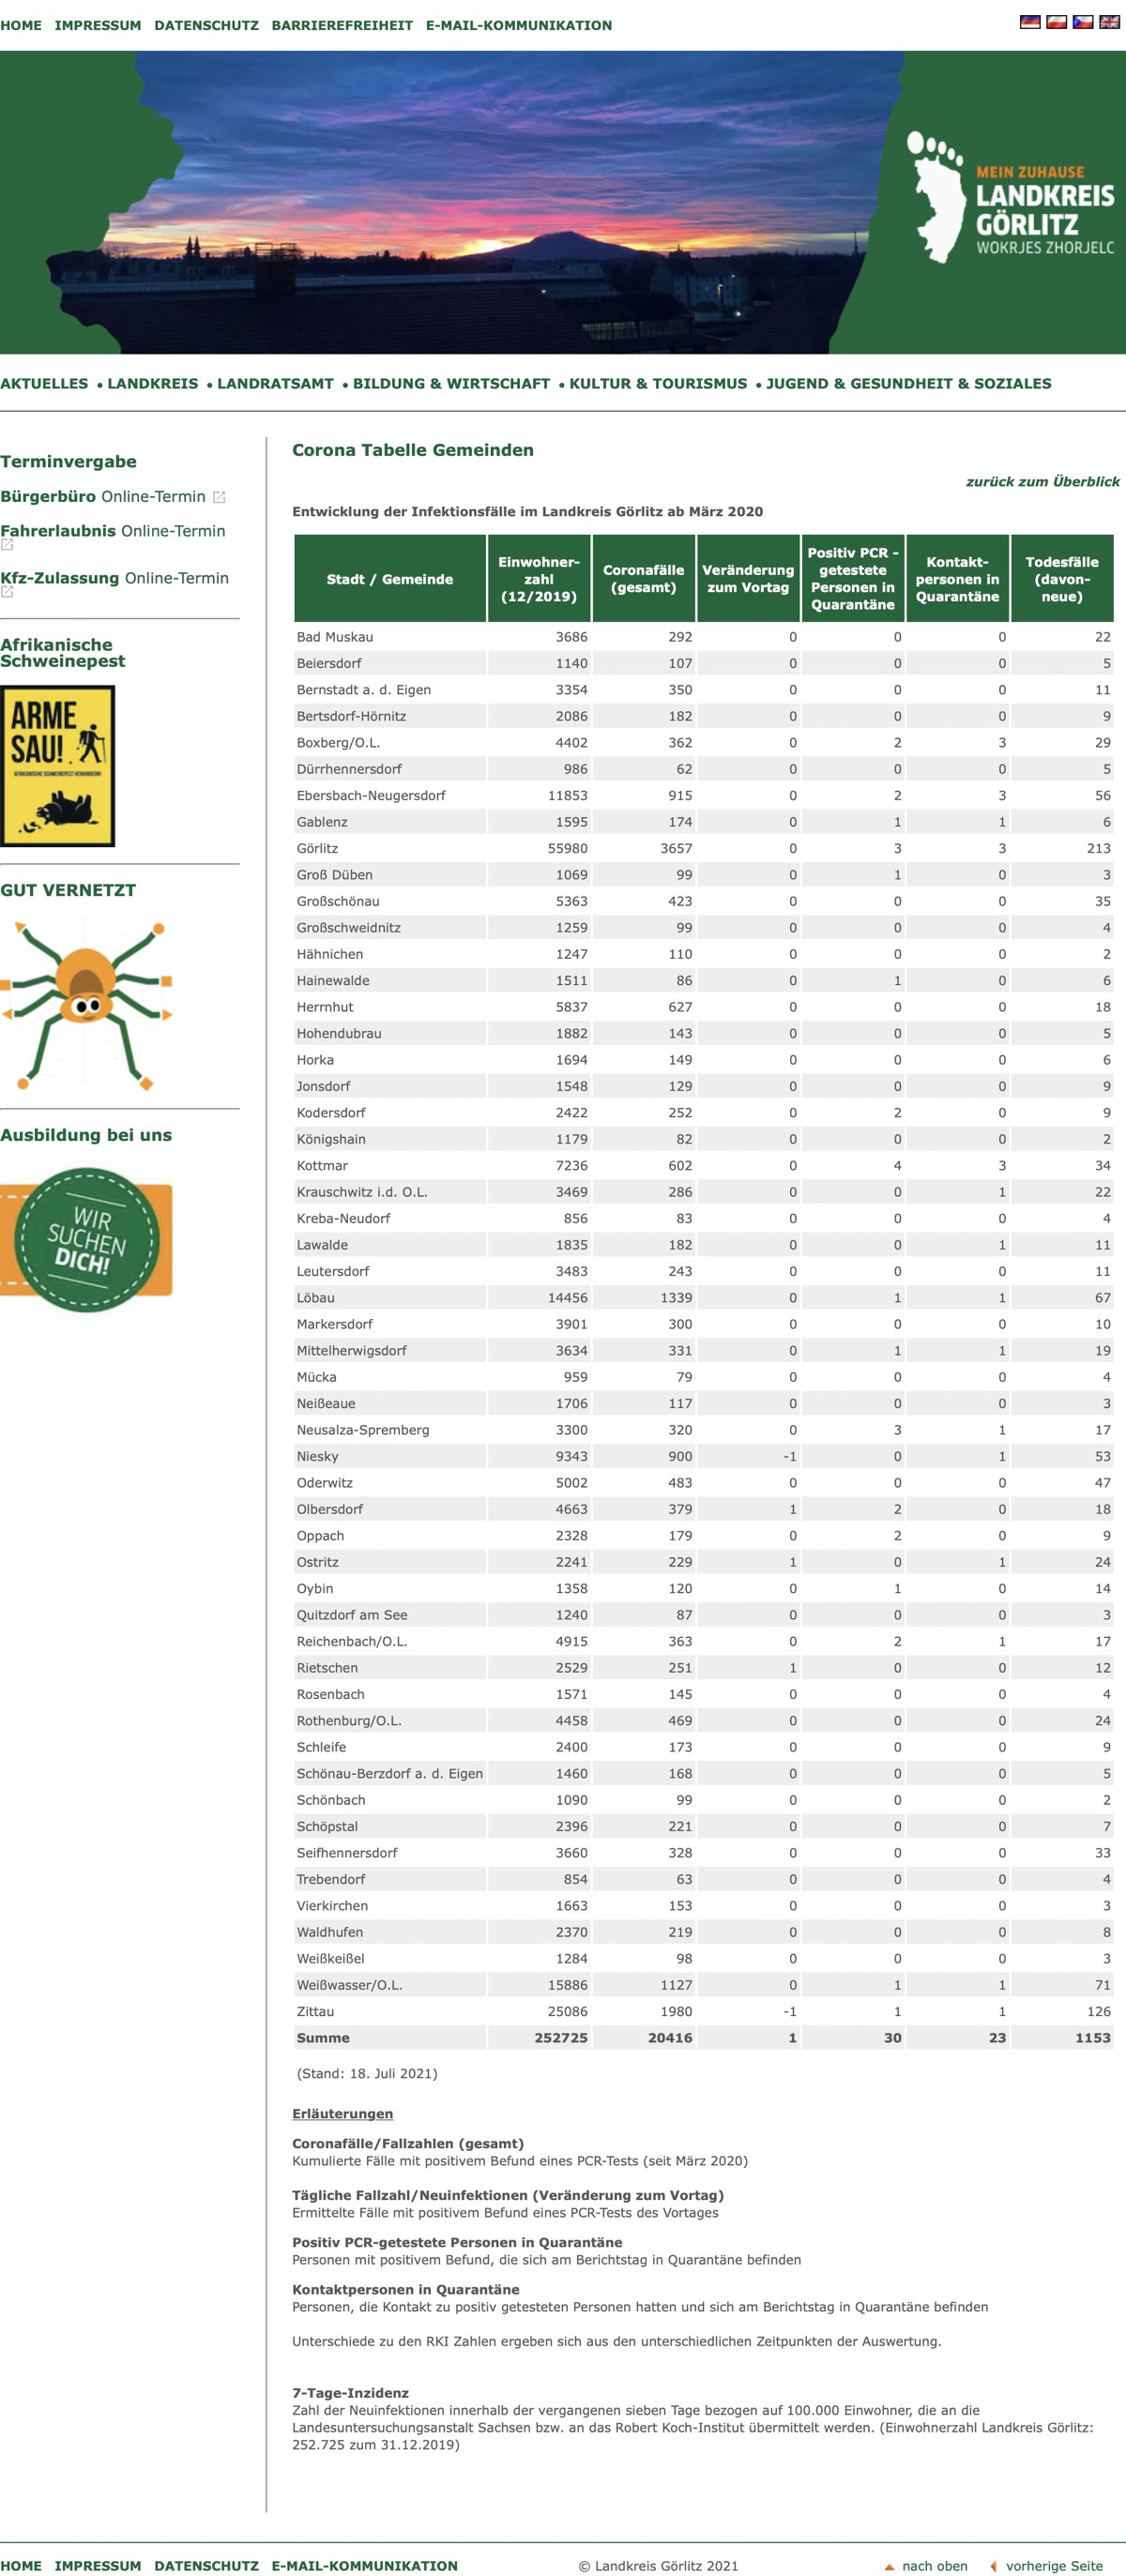 HOME IMPRESSUM DATENSCHUTZ BARRIEREFREIHEIT E-MAIL-KOMMUNIKATION
MEIN ZUHAUSE
LANDKREIS
GÖRLITZ
WOKRJES ZHORJELC
AKTUELLES • LANDKREIS • LANDRATSAMT • BILDUNG & WIRTSCHAFT • KULTUR & TOURISMUS • JUGEND & GESUNDHEIT & SOZIALES
Terminvergabe
Bürgerbüro Online-Termin
Fahrerlaubnis Online-Termin
Kfz-Zulassung Online-Termin
Afrikanische
Schweinepest
ARME
SAU!
AFRIKANISCHE SCHWEINEPEST VERHINDERN!
GUT VERNETZT
Ausbildung bei uns
WIR
SUCHEN
DICH!
Corona Tabelle Gemeinden
zurück zum Überblick
Entwicklung der Infektionsfälle im Landkreis Görlitz ab März 2020
Stadt / Gemeinde
Einwohner-
zahl
(12/2019)
Coronafälle
(gesamt)
Veränderung
zum Vortag
Positiv PCR -
getestete
Personen in
Quarantäne
Kontakt-
personen in
Quarantäne
Todesfälle
(davon-
neue)
Bad Muskau 3686 292 0 0 0 22
Beiersdorf 1140 107 0 0 0 5
Bernstadt a. d. Eigen 3354 350 0 0 0 11
Bertsdorf-Hörnitz 2086 182 0 0 0 9
Boxberg/O.L. 4402 362 0 2 3 29
Dürrhennersdorf 986 62 0 0 0 5
Ebersbach-Neugersdorf 11853 915 0 2 3 56
Gablenz 1595 174 0 1 1 6
Görlitz 55980 3657 0 3 3 213
Groß Düben 1069 99 0 1 0 3
Großschönau 5363 423 0 0 0 35
Großschweidnitz 1259 99 0 0 0 4
Hähnichen 1247 110 0 0 0 2
Hainewalde 1511 86 0 1 0 6
Herrnhut 5837 627 0 0 0 18
Hohendubrau 1882 143 0 0 0 5
Horka 1694 149 0 0 0 6
Jonsdorf 1548 129 0 0 0 9
Kodersdorf 2422 252 0 2 0 9
Königshain 1179 82 0 0 0 2
Kottmar 7236 602 0 4 3 34
Krauschwitz i.d. O.L. 3469 286 0 0 1 22
Kreba-Neudorf 856 83 0 0 0 4
Lawalde 1835 182 0 0 1 11
Leutersdorf 3483 243 0 0 0 11
Löbau 14456 1339 0 1 1 67
Markersdorf 3901 300 0 0 0 10
Mittelherwigsdorf 3634 331 0 1 1 19
Mücka 959 79 0 0 0 4
Neißeaue 1706 117 0 0 0 3
Neusalza-Spremberg 3300 320 0 3 1 17
Niesky 9343 900 -1 0 1 53
Oderwitz 5002 483 0 0 0 47
Olbersdorf 4663 379 1 2 0 18
Oppach 2328 179 0 2 0 9
Ostritz 2241 229 1 0 1 24
Oybin 1358 120 0 1 0 14
Quitzdorf am See 1240 87 0 0 0 3
Reichenbach/O.L. 4915 363 0 2 1 17
Rietschen 2529 251 1 0 0 12
Rosenbach 1571 145 0 0 0 4
Rothenburg/O.L. 4458 469 0 0 0 24
Schleife 2400 173 0 0 0 9
Schönau-Berzdorf a. d. Eigen 1460 168 0 0 0 5
Schönbach 1090 99 0 0 0 2
Schöpstal 2396 221 0 0 0 7
Seifhennersdorf 3660 328 0 0 0 33
Trebendorf 854 63 0 0 0 4
Vierkirchen 1663 153 0 0 0 3
Waldhufen 2370 219 0 0 0 8
Weißkeißel 1284 98 0 0 0 3
Weißwasser/O.L. 15886 1127 0 1 1 71
Zittau 25086 1980 -1 1 1 126
Summe 252725 20416 1 30 23 1153
(Stand: 18. Juli 2021)
Erläuterungen
Coronafälle/Fallzahlen (gesamt)
Kumulierte Fälle mit positivem Befund eines PCR-Tests (seit März 2020)
Tägliche Fallzahl/Neuinfektionen (Veränderung zum Vortag)
Ermittelte Fälle mit positivem Befund eines PCR-Tests des Vortages
Positiv PCR-getestete Personen in Quarantäne
Personen mit positivem Befund, die sich am Berichtstag in Quarantäne befinden
Kontaktpersonen in Quarantäne
Personen, die Kontakt zu positiv getesteten Personen hatten und sich am Berichtstag in Quarantäne befinden
Unterschiede zu den RKI Zahlen ergeben sich aus den unterschiedlichen Zeitpunkten der Auswertung.
7-Tage-Inzidenz
Zahl der Neuinfektionen innerhalb der vergangenen sieben Tage bezogen auf 100.000 Einwohner, die an die
Landesuntersuchungsanstalt Sachsen bzw. an das Robert Koch-Institut übermittelt werden. (Einwohnerzahl Landkreis Görlitz:
252.725 zum 31.12.2019)
HOME IMPRESSUM DATENSCHUTZ E-MAIL-KOMMUNIKATION © Landkreis Görlitz 2021 nach oben vorherige Seite